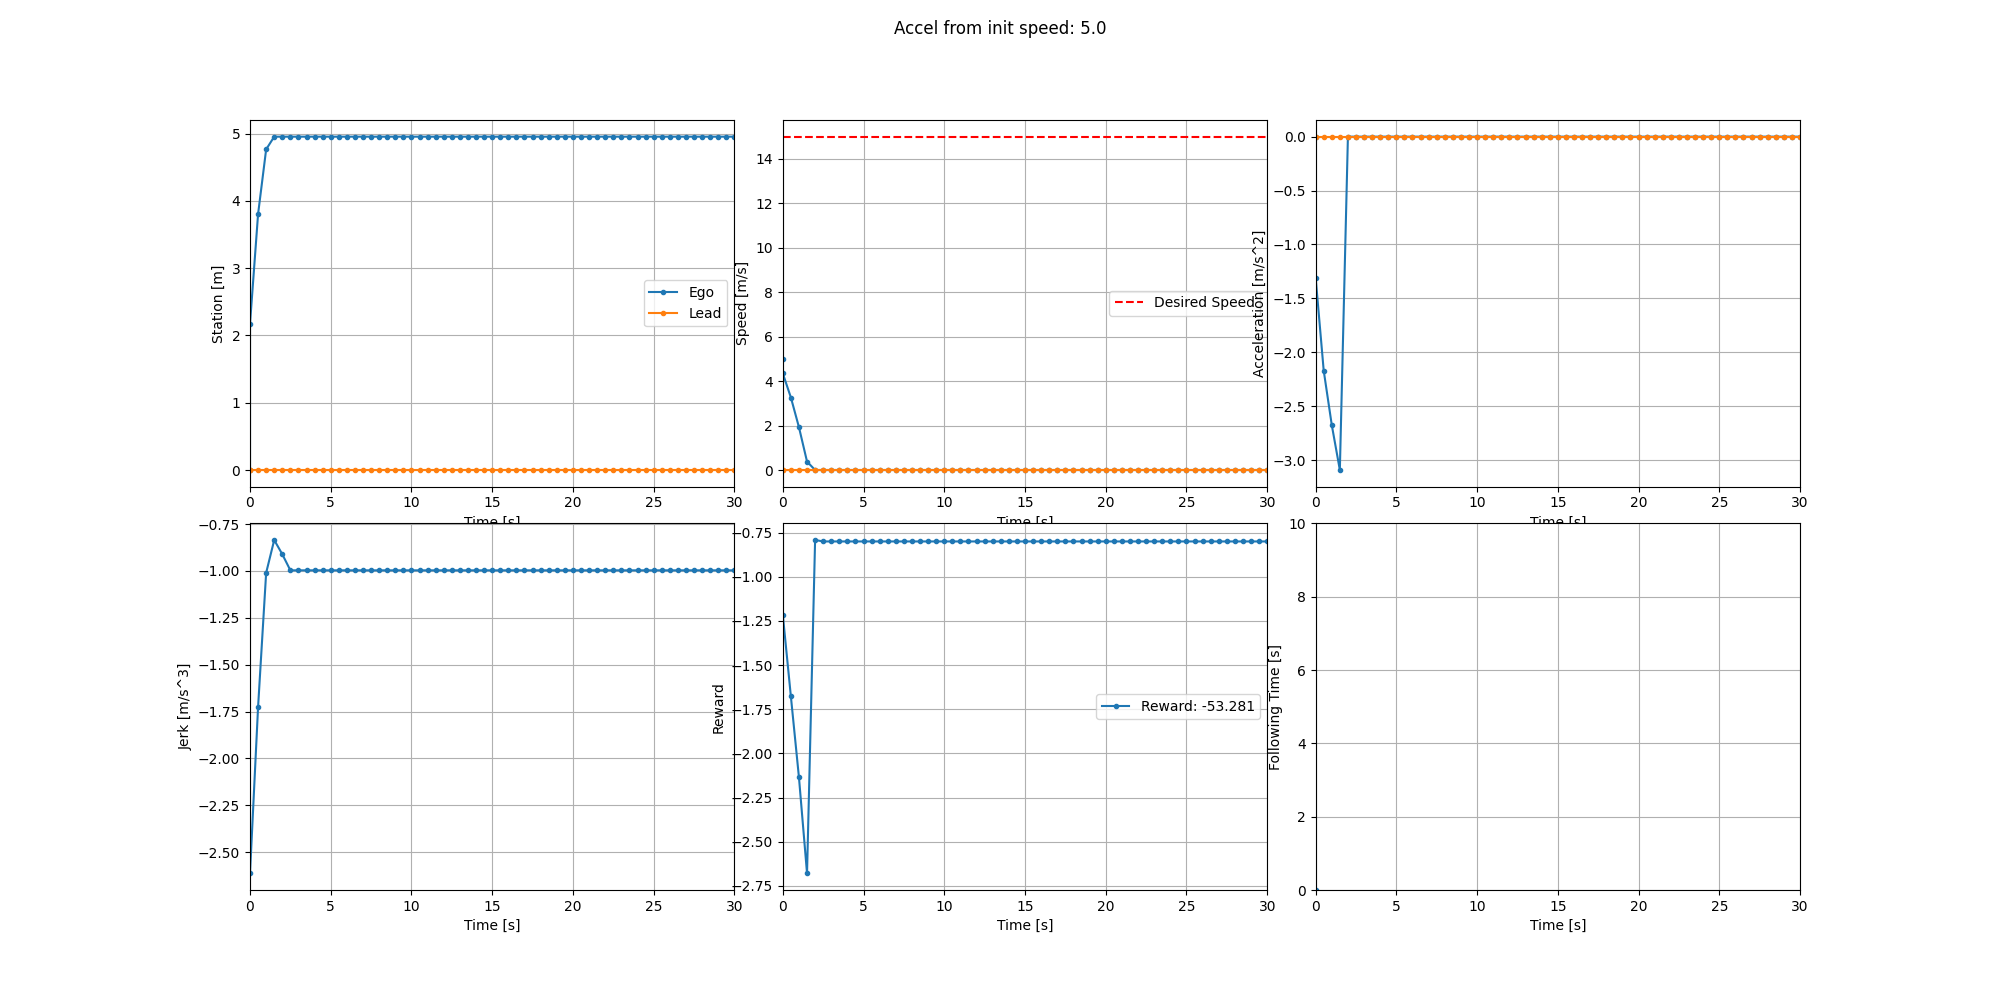 Accel from init speed: 5.0
5
4
3
2
1
0
Station [m]
Ego
Lead
0 5 10 15 20 25 30
Time [s]
14
12
10
8
6
4
2
0
Speed [m/s]
Desired Speed
0 5 10 15 20 25 30
Time [s]
0.0
−0.5
−1.0
−1.5
−2.0
−2.5
−3.0
Acceleration [m/s^2]
0 5 10 15 20 25 30
Time [s]
−0.75
−1.00
−1.25
−1.50
−1.75
−2.00
−2.25
−2.50
Jerk [m/s^3]
0 5 10 15 20 25 30
Time [s]
−0.75
−1.00
−1.25
−1.50
−1.75
−2.00
−2.25
−2.50
−2.75
Reward
Reward: -53.281
0 5 10 15 20 25 30
Time [s]
10
8
6
4
2
0
Following Time [s]
0 5 10 15 20 25 30
Time [s]